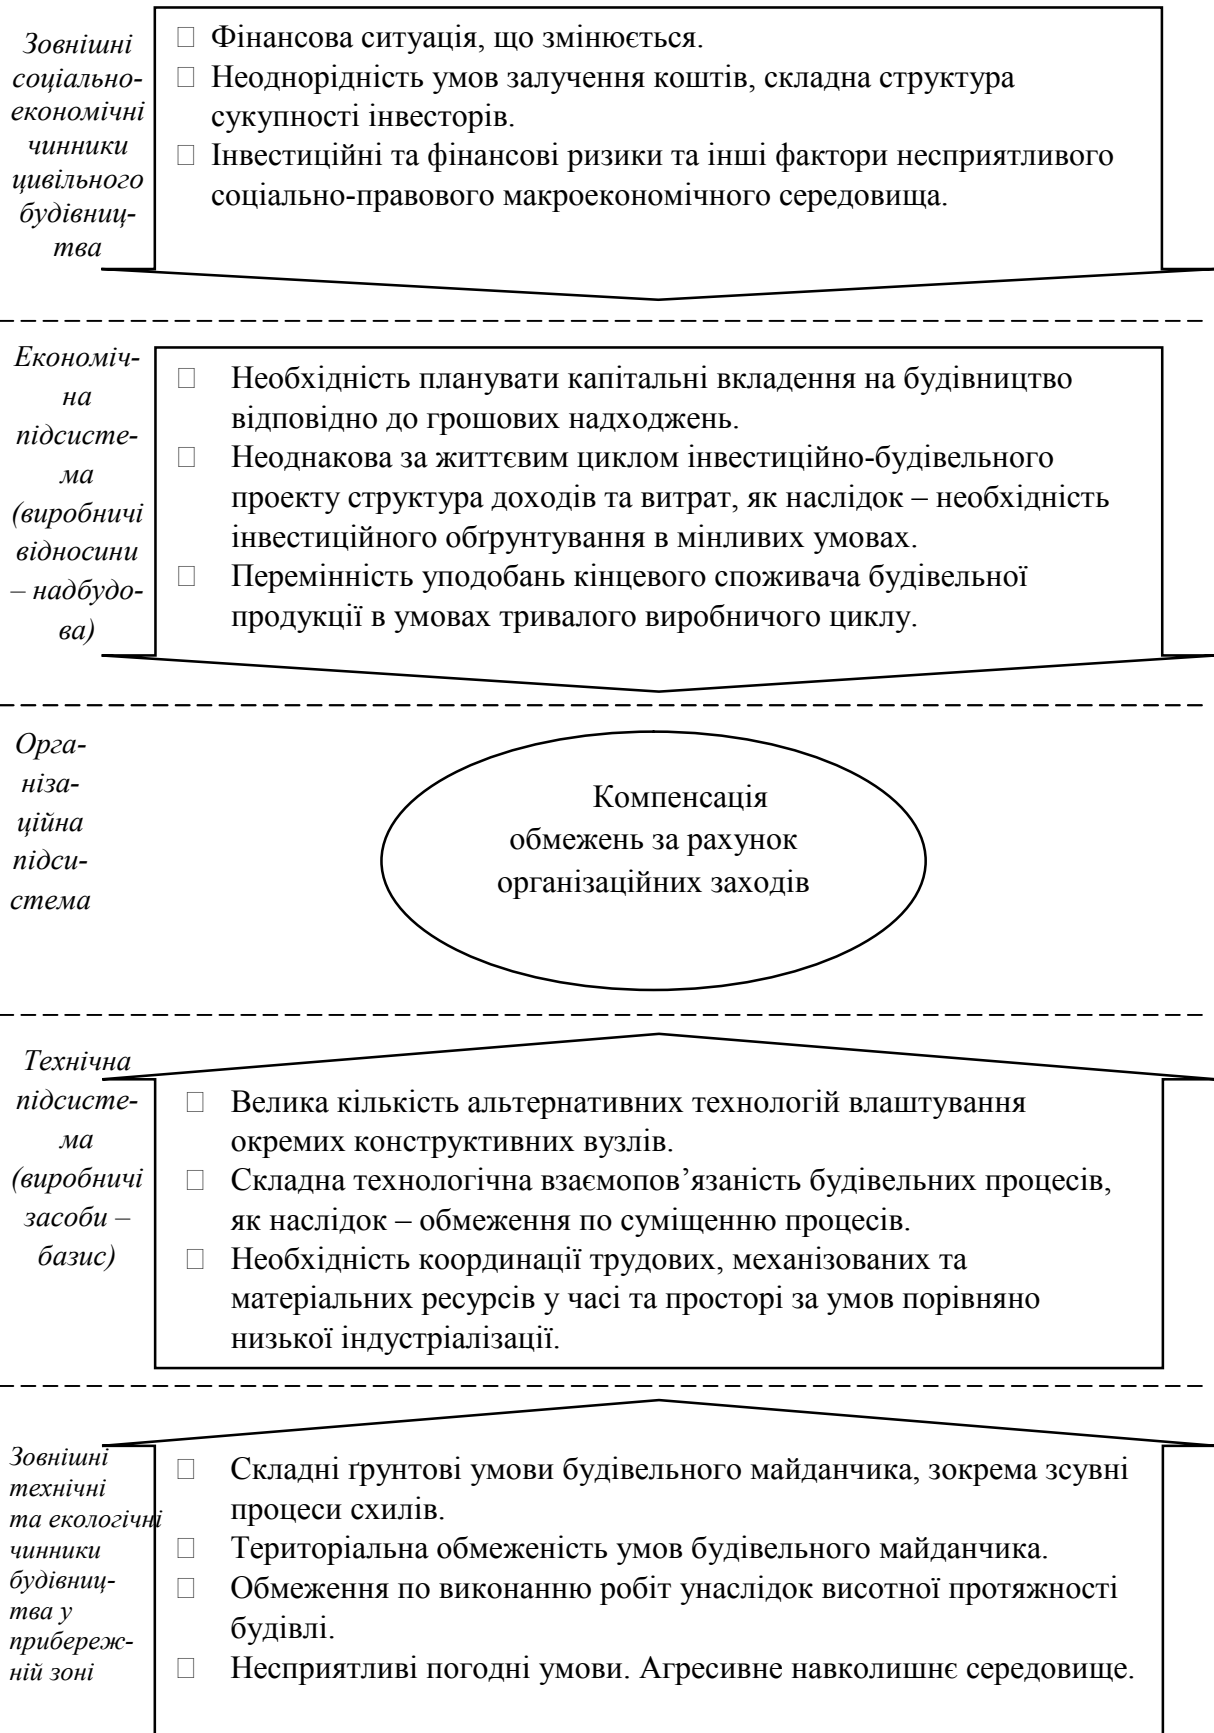 Зовнішні
соціально-
економічні
чинники
цивільного
будівниц-
тва
□ Фінансова ситуація, що змінюється.
□ Неоднорідність умов залучення коштів, складна структура
сукупності інвесторів.
□ Інвестиційні та фінансові ризики та інші фактори несприятливого
соціально-правового макроекономічного середовища.
Економіч-
на
підсисте-
ма
(виробничі
відносини
– надбудо-
ва)
□ Необхідність планувати капітальні вкладення на будівництво
відповідно до грошових надходжень.
□ Неоднакова за життєвим циклом інвестиційно-будівельного
проекту структура доходів та витрат, як наслідок – необхідність
інвестиційного обґрунтування в мінливих умовах.
□ Перемінність уподобань кінцевого споживача будівельної
продукції в умовах тривалого виробничого циклу.
Орга-
ніза-
ційна
підси-
стема
Компенсація
обмежень за рахунок
організаційних заходів
Технічна
підсисте-
ма
(виробничі
засоби –
базис)
□ Велика кількість альтернативних технологій влаштування
окремих конструктивних вузлів.
□ Складна технологічна взаємопов’язаність будівельних процесів,
як наслідок – обмеження по суміщенню процесів.
□ Необхідність координації трудових, механізованих та
матеріальних ресурсів у часі та просторі за умов порівняно
низької індустріалізації.
Зовнішні
технічні
та екологічні
чинники
будівниц-
тва у
прибереж-
ній зоні
□ Складні ґрунтові умови будівельного майданчика, зокрема зсувні
процеси схилів.
□ Територіальна обмеженість умов будівельного майданчика.
□ Обмеження по виконанню робіт унаслідок висотної протяжності
будівлі.
□ Несприятливі погодні умови. Агресивне навколишнє середовище.